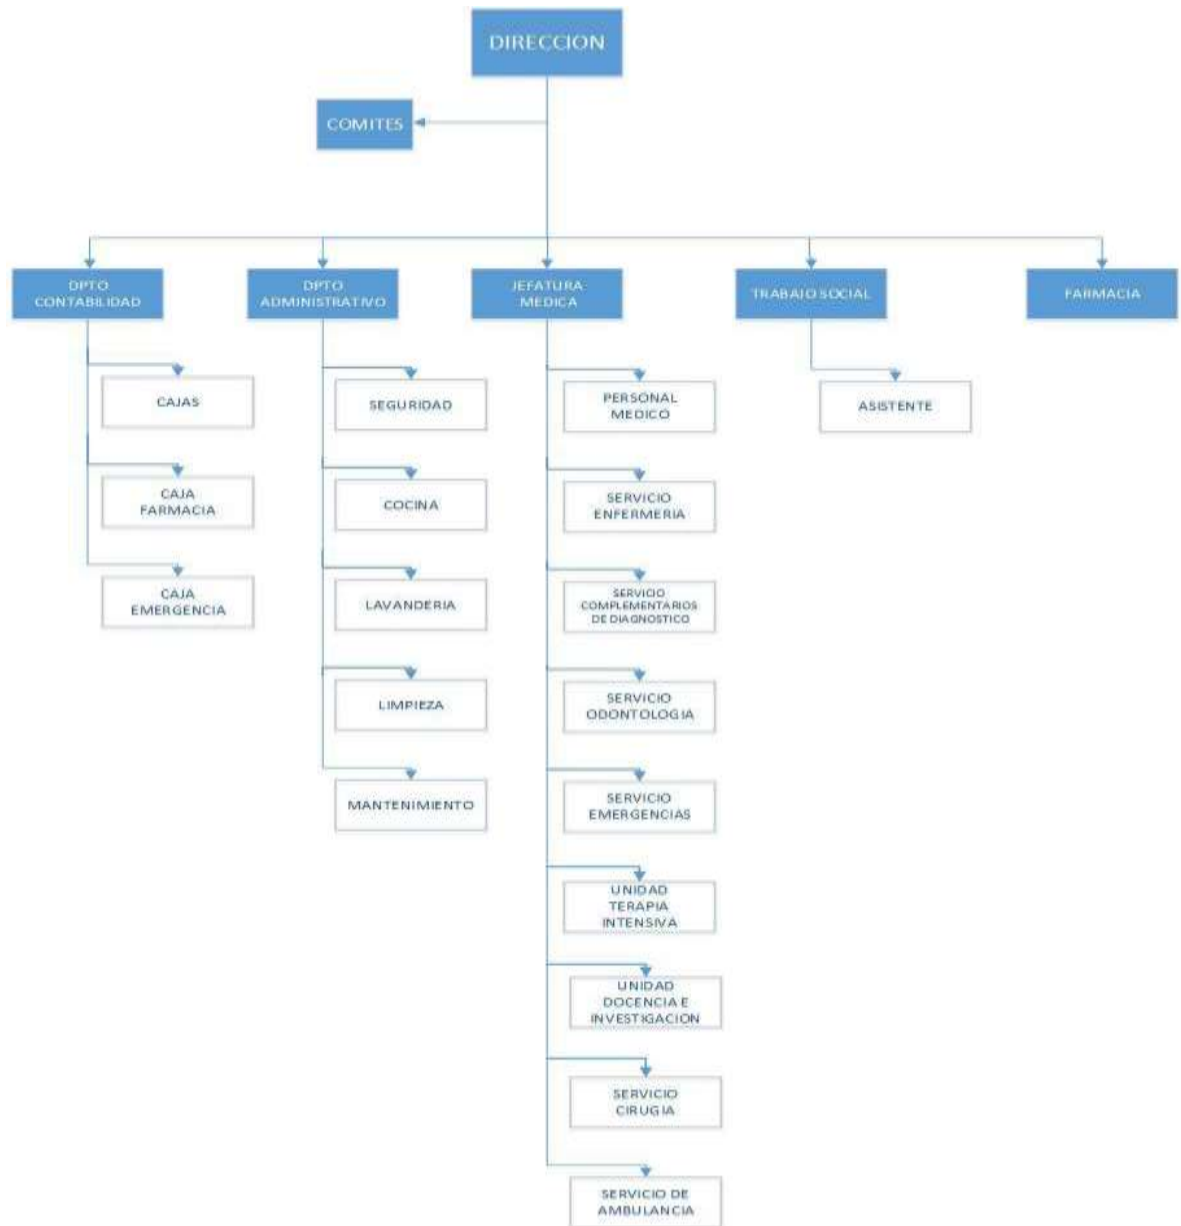 DIRECCION
COMITES
DPTO
CONTABILIDAD
DPTO
ADMINISTRATIVO
JEFATURA
MEDICA
TRABAJO SOCIAL
FARMACIA
CAJAS
SEGURIDAD
PERSONAL
MEDICO
ASISTENTE
CAJA
FARMACIA
COCINA
SERVICIO
ENFERMERIA
CAJA
EMERGENCIA
LAVANDERIA
SERVICIO
COMPLEMENTARIOS
DE DIAGNOSTICO
LIMPIEZA
SERVICIO
ODONTOLOGIA
MANTENIMIENTO
SERVICIO
EMERGENCIAS
UNIDAD
TERAPIA
INTENSIVA
UNIDAD
DOCENCIA E
INVESTIGACION
SERVICIO
CIRUGIA
SERVICIO DE
AMBULANCIA